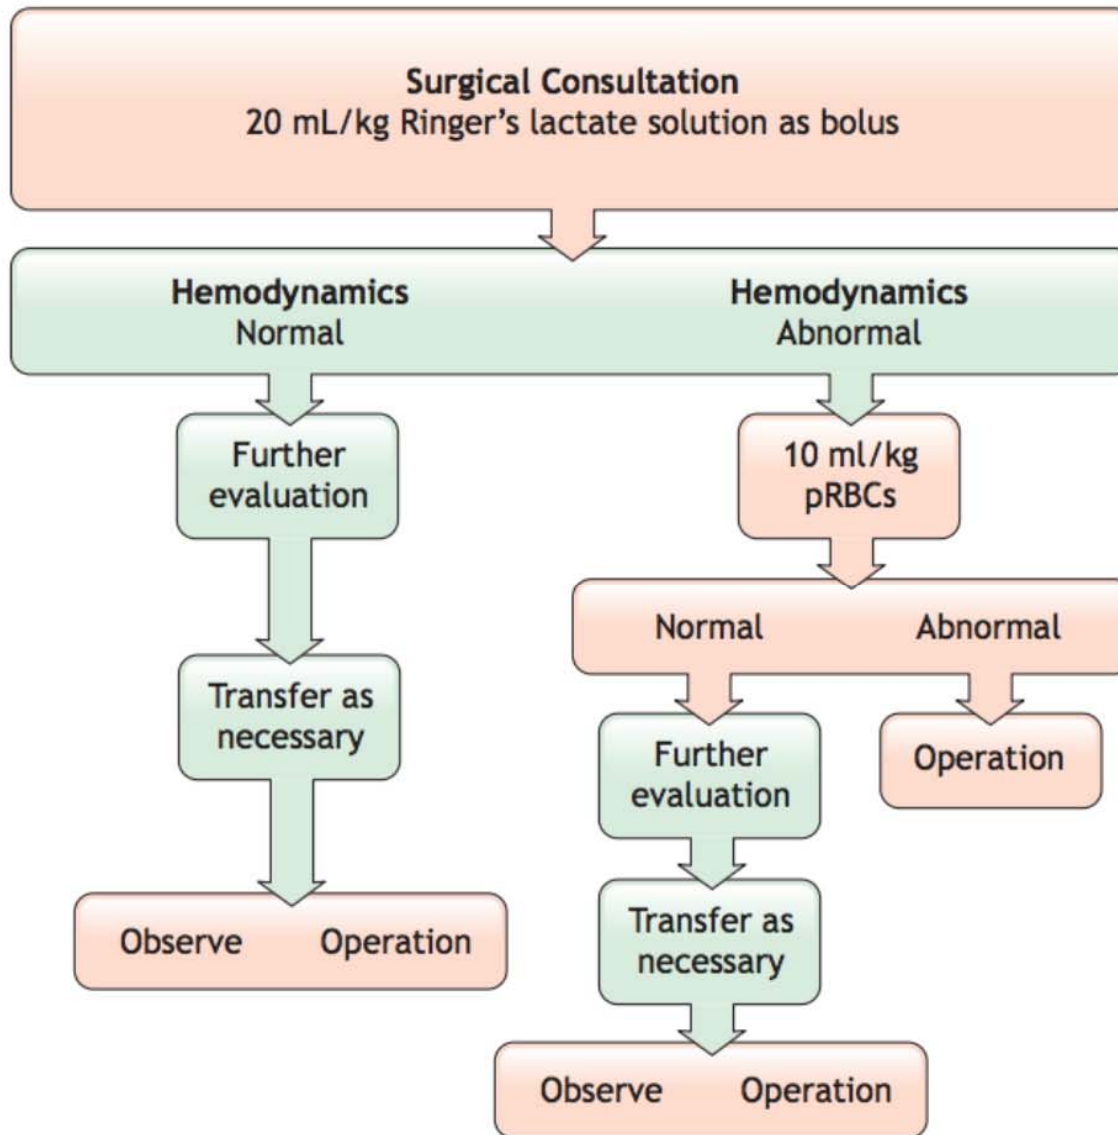 Surgical Consultation
20 mL/kg Ringer’s lactate solution as bolus
Hemodynamics
Normal
Hemodynamics
Abnormal
Further
evaluation
10 ml/kg
pRBCs
Normal Abnormal
Transfer as
necessary
Further
evaluation
Operation
Observe Operation
Transfer as
necessary
Observe Operation